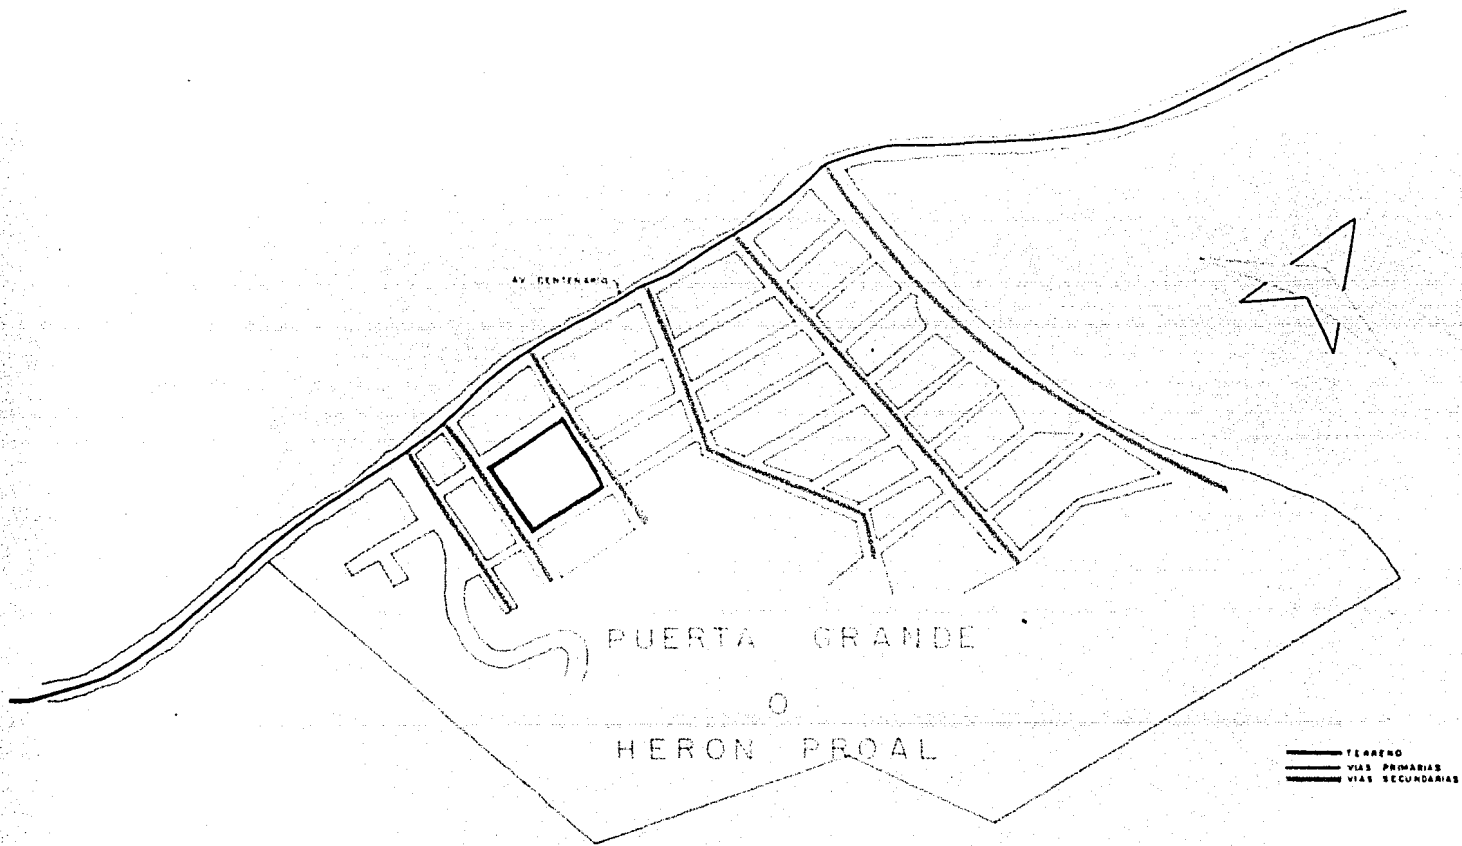 AV. CENTENARIO
PUERTA GRANDE
O
HERON PROAL
TERRENO
VIAS PRIMARIAS
VIAS SECUNDARIAS